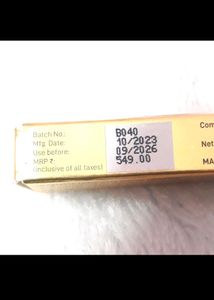 Batch No.: B040
Mfg. Date: 10/2023
Use before: 09/2026
MRP ₹: 549.00
(inclusive of all taxes)
Com
Net
MA